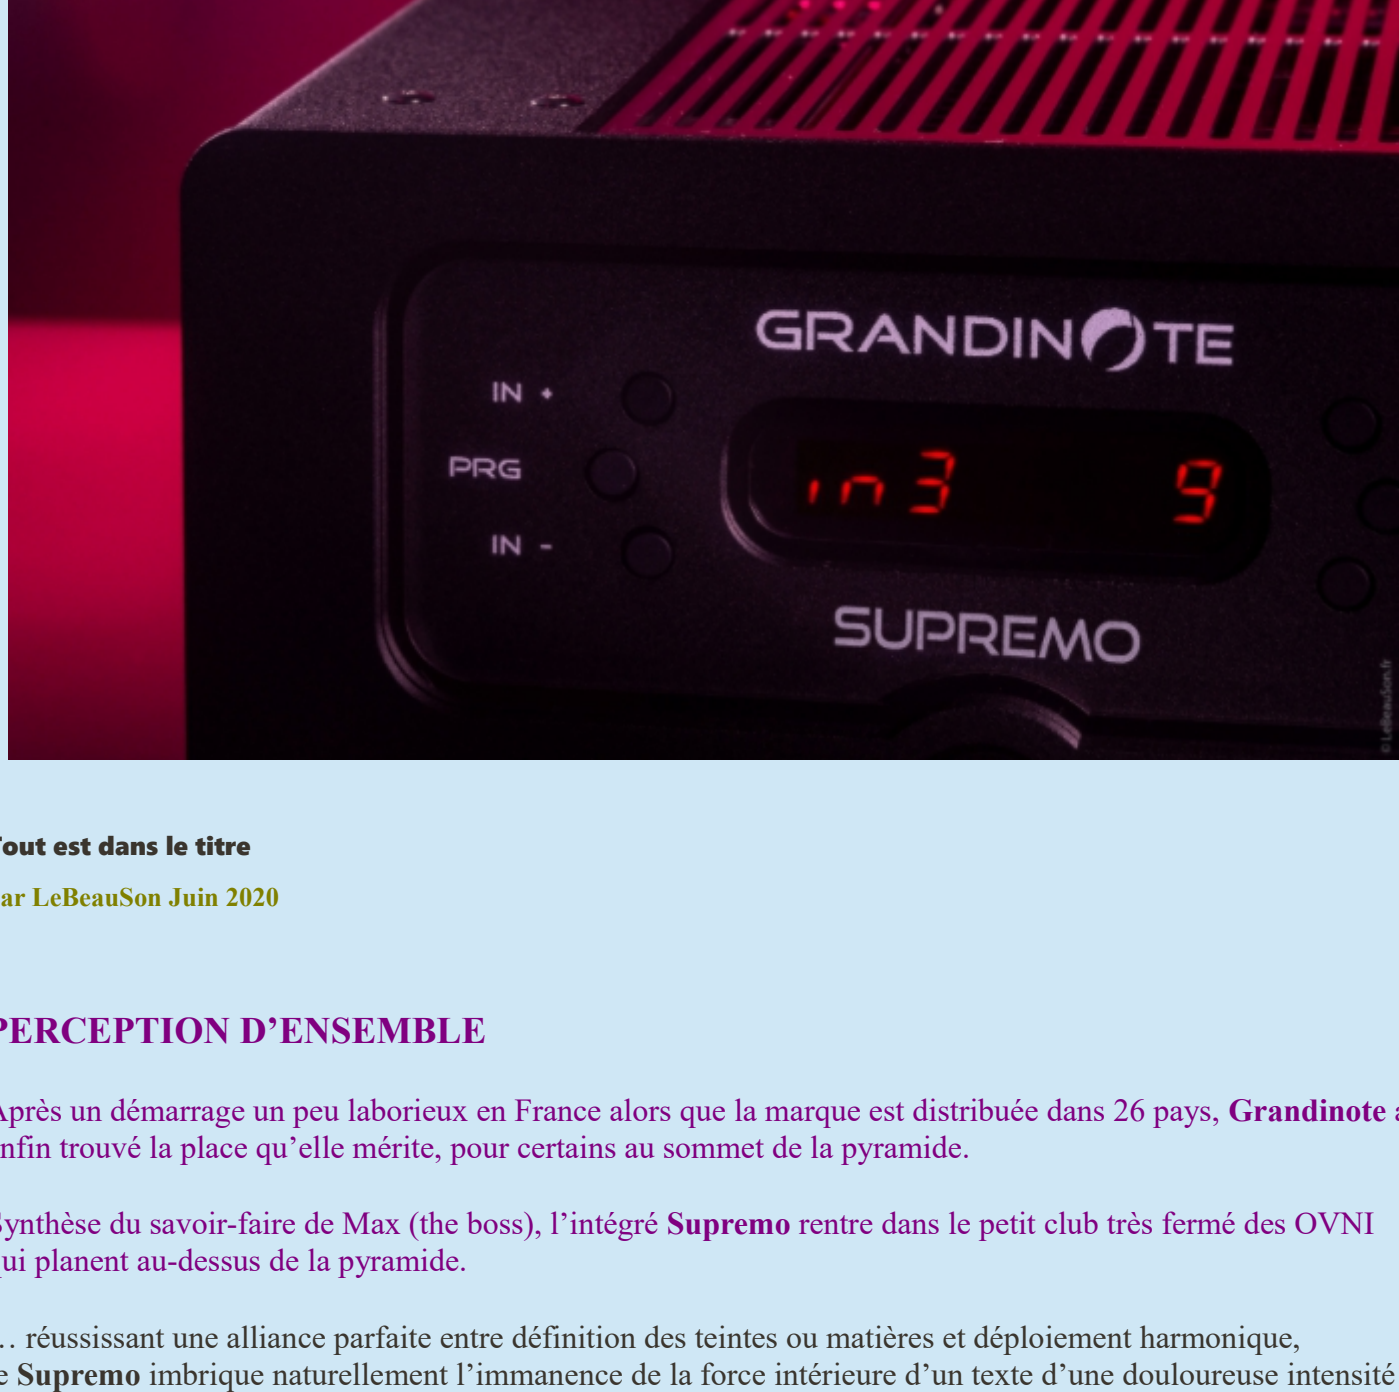 GRANDINOTE
IN +
PRG
in3 9
IN -
SUPREMO
© LeBeauSon.fr
Tout est dans le titre
ar LeBeauSon Juin 2020
PERCEPTION D’ENSEMBLE
Après un démarrage un peu laborieux en France alors que la marque est distribuée dans 26 pays, Grandinote a
nfin trouvé la place qu’elle mérite, pour certains au sommet de la pyramide.
Synthèse du savoir-faire de Max (the boss), l’intégré Supremo rentre dans le petit club très fermé des OVNI
ui planent au-dessus de la pyramide.
.. réussissant une alliance parfaite entre définition des teintes ou matières et déploiement harmonique,
e Supremo imbrique naturellement l’immanence de la force intérieure d’un texte d’une douloureuse intensité